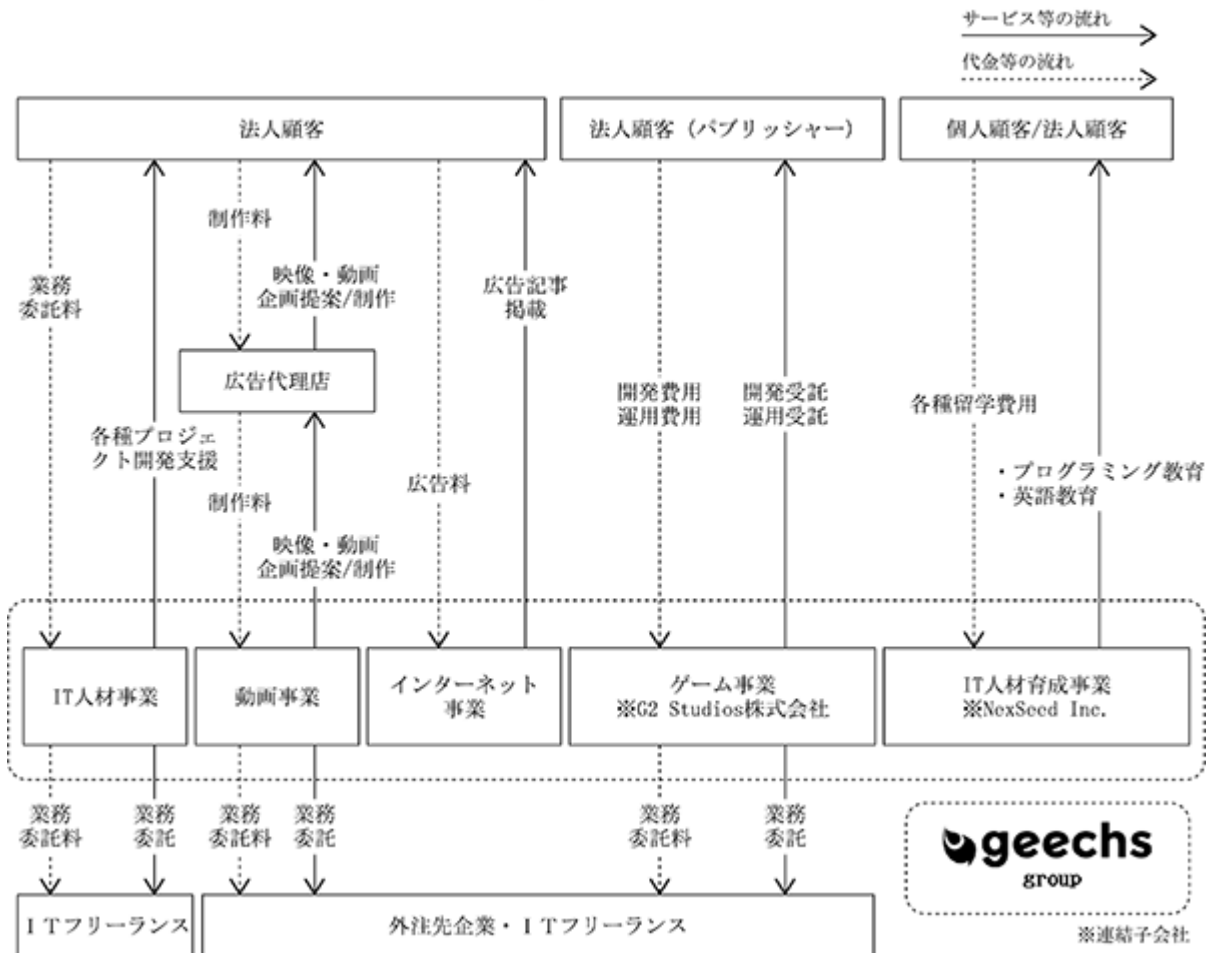 サービス等の流れ
代金等の流れ
法人顧客
法人顧客（パブリッシャー）
個人顧客/法人顧客
制作料
業務
委託料
映像・動画
企画提案/制作
広告記事
掲載
広告代理店
開発費用
運用費用
開発受託
運用受託
各種留学費用
各種プロジェ
クト開発支援
広告料
・プログラミング教育
・英語教育
制作料
映像・動画
企画提案/制作
IT人材事業
動画事業
インターネット
事業
ゲーム事業
※G2 Studios株式会社
IT人材育成事業
※NexSeed Inc.
業務
委託料
業務
委託
業務
委託料
業務
委託
業務
委託料
業務
委託
geechs
group
ＩＴフリーランス
外注先企業・ＩＴフリーランス
※連結子会社